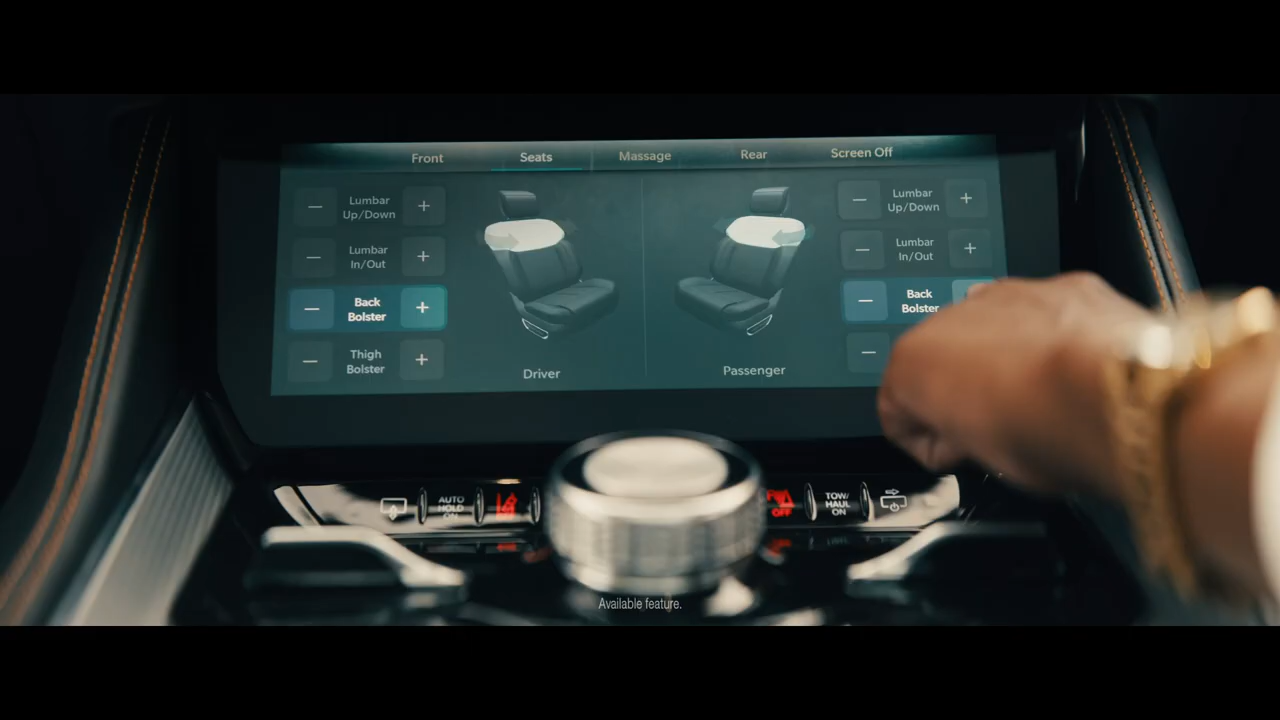 Front Seats Massage Rear Screen Off
Lumbar
Up/Down
Lumbar
In/Out
Back
Bolster
Thigh
Bolster
Driver
Passenger
Lumbar
Up/Down
Lumbar
In/Out
Back
Bolster
AUTO
HOLD
ON
OFF
TOW/
HAUL
ON
Available feature.